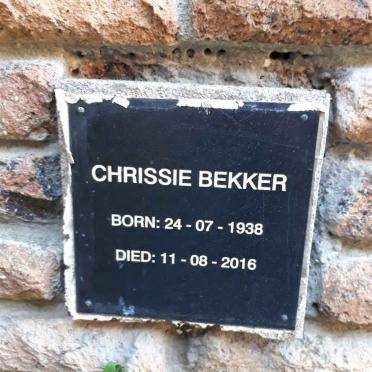 CHRISSIE BEKKER
BORN: 24 - 07 - 1938
DIED: 11 - 08 - 2016